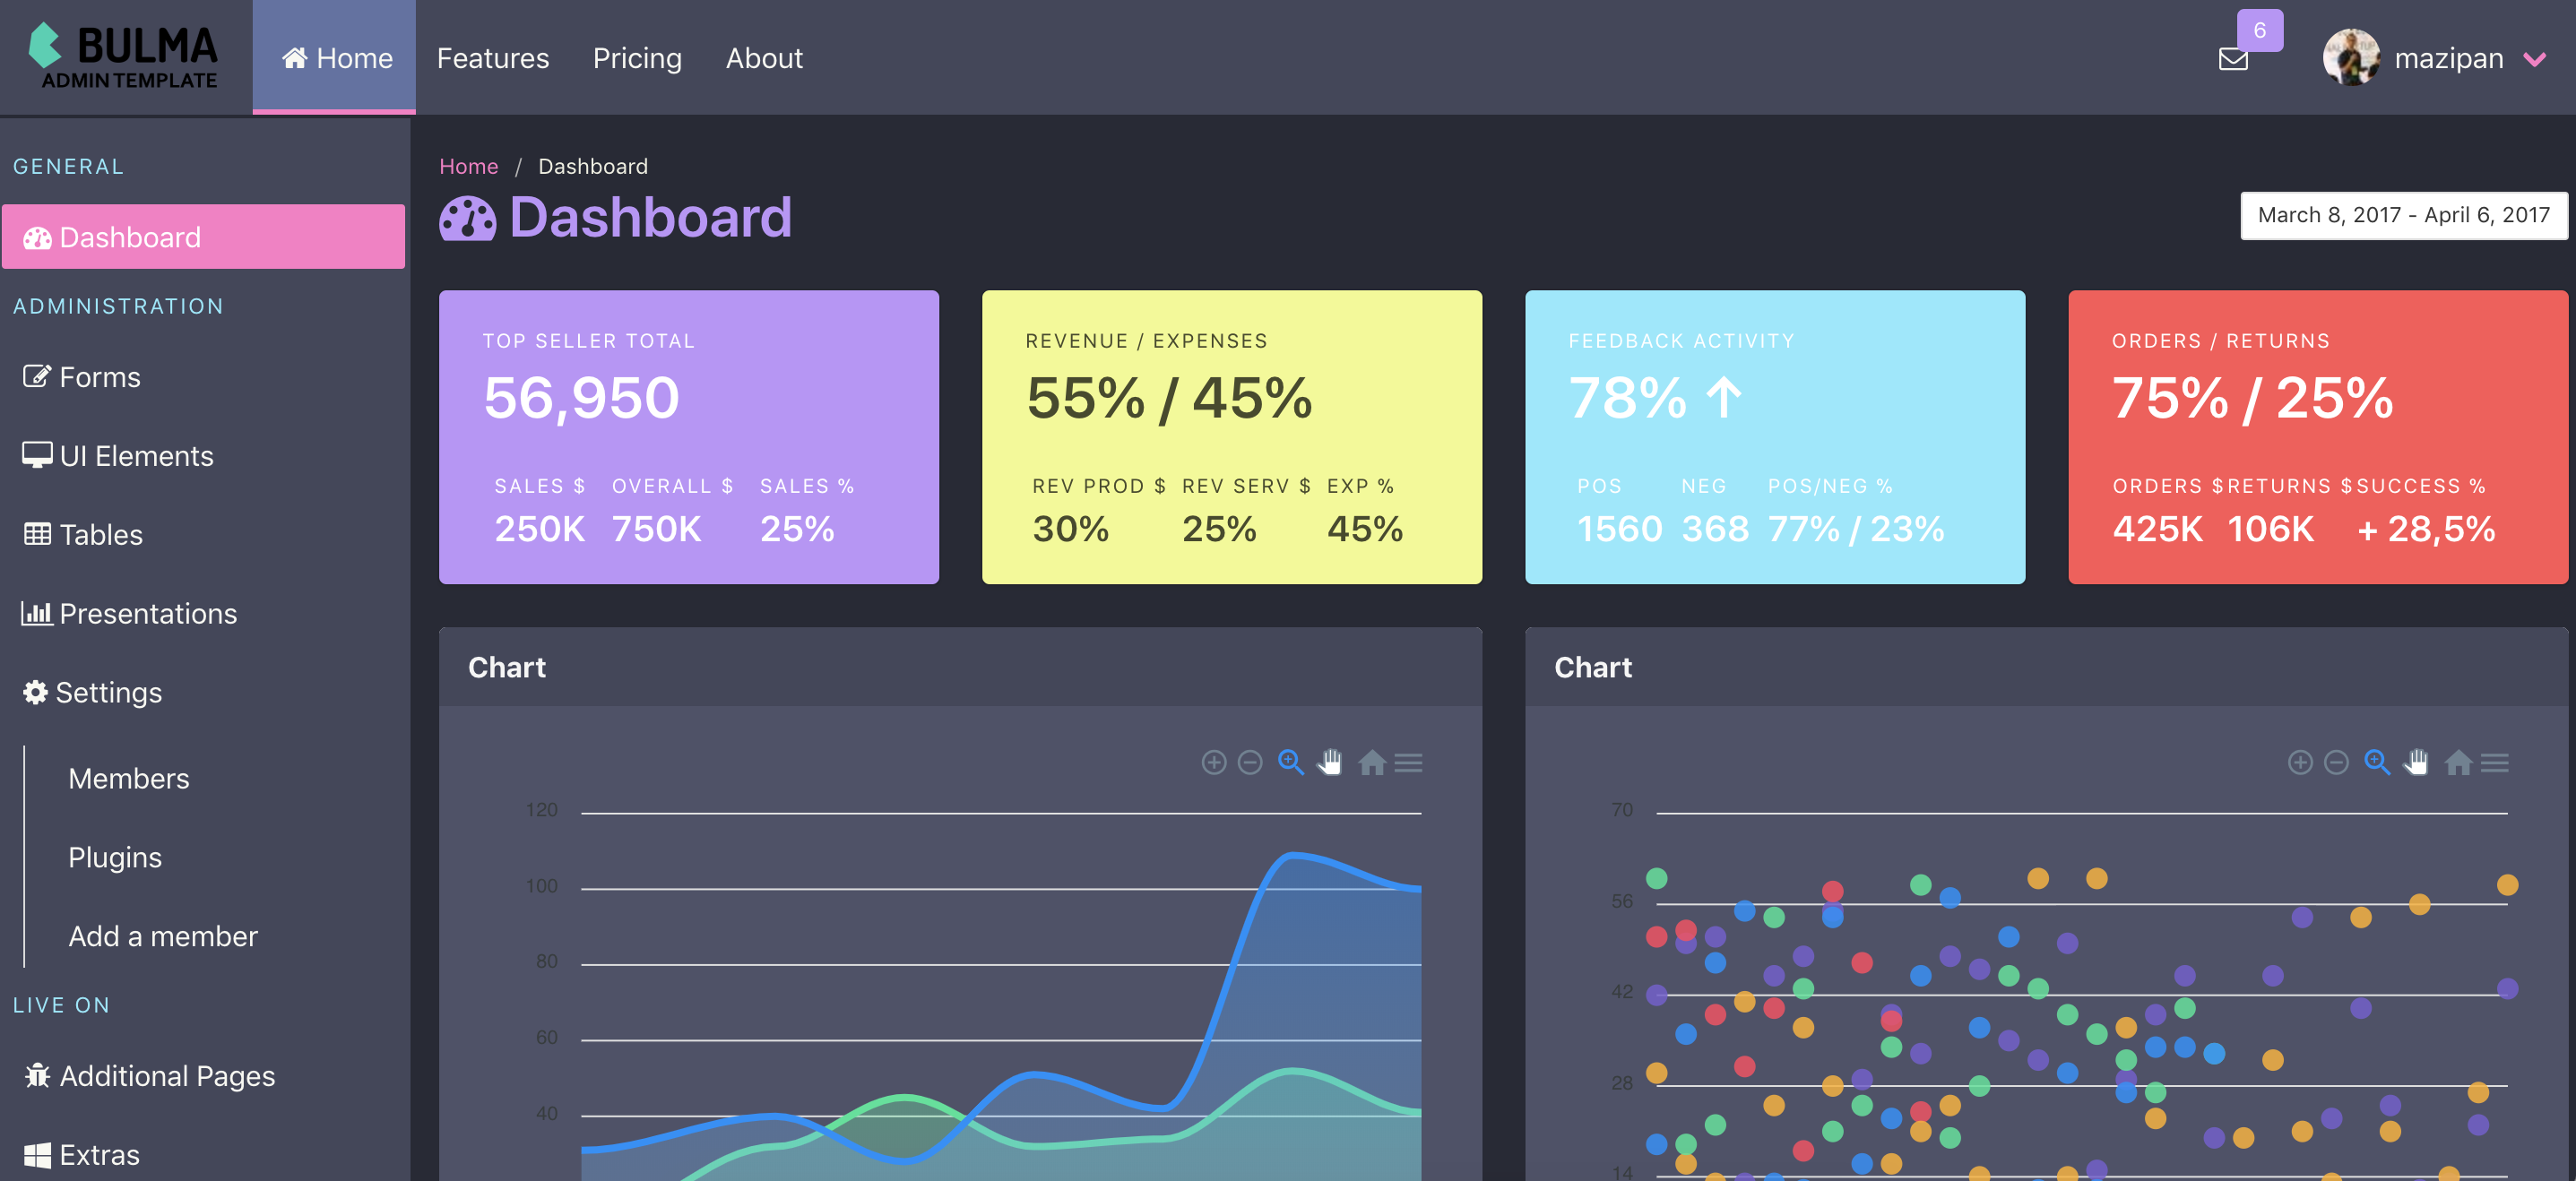 BULMA
ADMIN TEMPLATE
Home
Features
Pricing
About
6
mazipan
GENERAL
Dashboard
ADMINISTRATION
Forms
UI Elements
Tables
Presentations
Settings
Members
Plugins
Add a member
LIVE ON
Additional Pages
Extras
Home / Dashboard
Dashboard
March 8, 2017 - April 6, 2017
TOP SELLER TOTAL
56,950
SALES $ OVERALL $ SALES %
250K 750K 25%
REVENUE / EXPENSES
55% / 45%
REV PROD $ REV SERV $ EXP %
30% 25% 45%
FEEDBACK ACTIVITY
78%
POS NEG POS/NEG %
1560 368 77% / 23%
ORDERS / RETURNS
75% / 25%
ORDERS $ RETURNS $ SUCCESS %
425K 106K + 28,5%
Chart
120
100
80
60
40
Chart
70
56
42
28
14